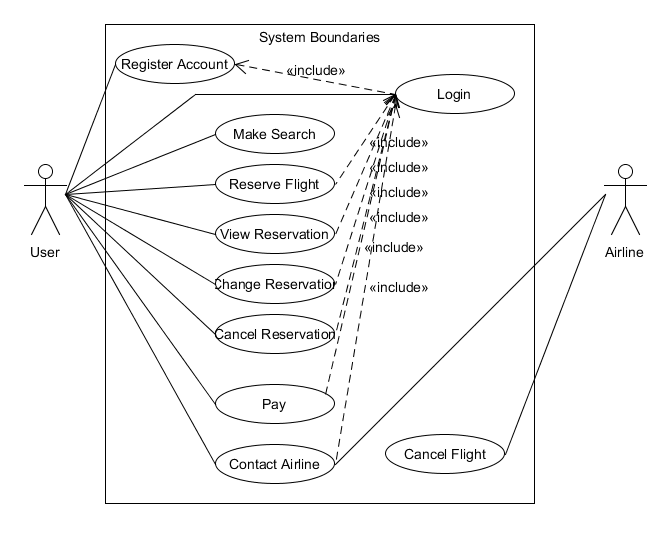 System Boundaries
Register Account
«include»
Login
Make Search
«include»
«include»
Reserve Flight
«include»
«include»
View Reservation
«include»
Change Reservation
«include»
Cancel Reservation
Pay
Contact Airline
Cancel Flight
User
Airline